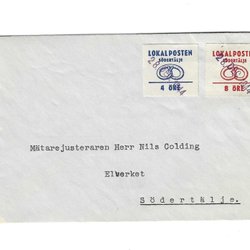 LOKALPOSTEN LOKALPOSTEN
SÖDERTÄLJE SÖDERTÄLJE
4 ÖRE 8 ÖRE
Mätarejusteraren Herr Nils Colding
Elverket
Södertälje.